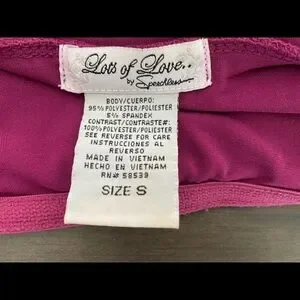 Lots of Love..
by Speechless
BODY/CUERPO:
95% POLYESTER/POLIESTER
5% SPANDEX
CONTRAST/CONTRASTE#:
100% POLYESTER/POLIESTER
SEE REVERSE FOR CARE
INSTRUCCIONES AL
REVERSO
MADE IN VIETNAM
HECHO EN VIETNAM
RN# 58539
SIZE S